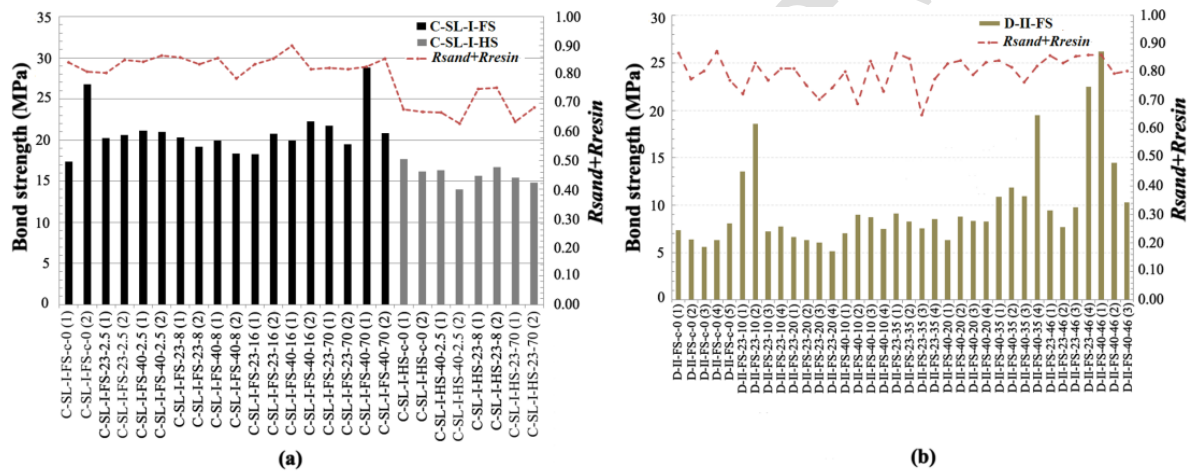 35
30
25
20
15
10
5
0
Bond strength (MPa)
C-SL-I-FS
C-SL-I-HS
Rsand+Rresin
1.00
0.90
0.80
0.70
0.60
0.50
0.40
0.30
0.20
0.10
0.00
Rsand+Rresin
C-SL-I-FS-c-0 (1)
C-SL-I-FS-c-0 (2)
C-SL-I-FS-23-2.5 (1)
C-SL-I-FS-23-2.5 (2)
C-SL-I-FS-40-2.5 (1)
C-SL-I-FS-40-2.5 (2)
C-SL-I-FS-23-8 (1)
C-SL-I-FS-23-8 (2)
C-SL-I-FS-40-8 (1)
C-SL-I-FS-40-8 (2)
C-SL-I-FS-23-16 (1)
C-SL-I-FS-23-16 (2)
C-SL-I-FS-40-16 (1)
C-SL-I-FS-40-16 (2)
C-SL-I-FS-23-70 (1)
C-SL-I-FS-23-70 (2)
C-SL-I-FS-40-70 (1)
C-SL-I-FS-40-70 (2)
C-SL-I-HS-c-0 (1)
C-SL-I-HS-c-0 (1)
C-SL-I-HS-40-2.5 (1)
C-SL-I-HS-40-2.5 (2)
C-SL-I-HS-23-8 (1)
C-SL-I-HS-23-8 (2)
C-SL-I-HS-23-70 (1)
C-SL-I-HS-23-70 (2)
(a)
30
25
20
15
10
5
0
Bond strength (MPa)
D-II-FS
Rsand+Rresin
1.00
0.90
0.80
0.70
0.60
0.50
0.40
0.30
0.20
0.10
0.00
Rsand+Rresin
D-II-FS-c-0 (1)
D-II-FS-c-0 (2)
D-II-FS-c-0 (3)
D-II-FS-c-0 (4)
D-II-FS-c-0 (5)
D-II-FS-23-10 (1)
D-II-FS-23-10 (2)
D-II-FS-23-10 (3)
D-II-FS-23-10 (4)
D-II-FS-23-20 (1)
D-II-FS-23-20 (2)
D-II-FS-23-20 (3)
D-II-FS-23-20 (4)
D-II-FS-40-10 (1)
D-II-FS-40-10 (2)
D-II-FS-40-10 (3)
D-II-FS-40-10 (4)
D-II-FS-23-35 (1)
D-II-FS-23-35 (2)
D-II-FS-23-35 (3)
D-II-FS-23-35 (4)
D-II-FS-40-20 (1)
D-II-FS-40-20 (2)
D-II-FS-40-20 (3)
D-II-FS-40-20 (4)
D-II-FS-40-35 (1)
D-II-FS-40-35 (2)
D-II-FS-40-35 (3)
D-II-FS-40-35 (4)
D-II-FS-23-46 (1)
D-II-FS-23-46 (2)
D-II-FS-23-46 (3)
D-II-FS-23-46 (4)
D-II-FS-40-46 (1)
D-II-FS-40-46 (2)
D-II-FS-40-46 (3)
(b)